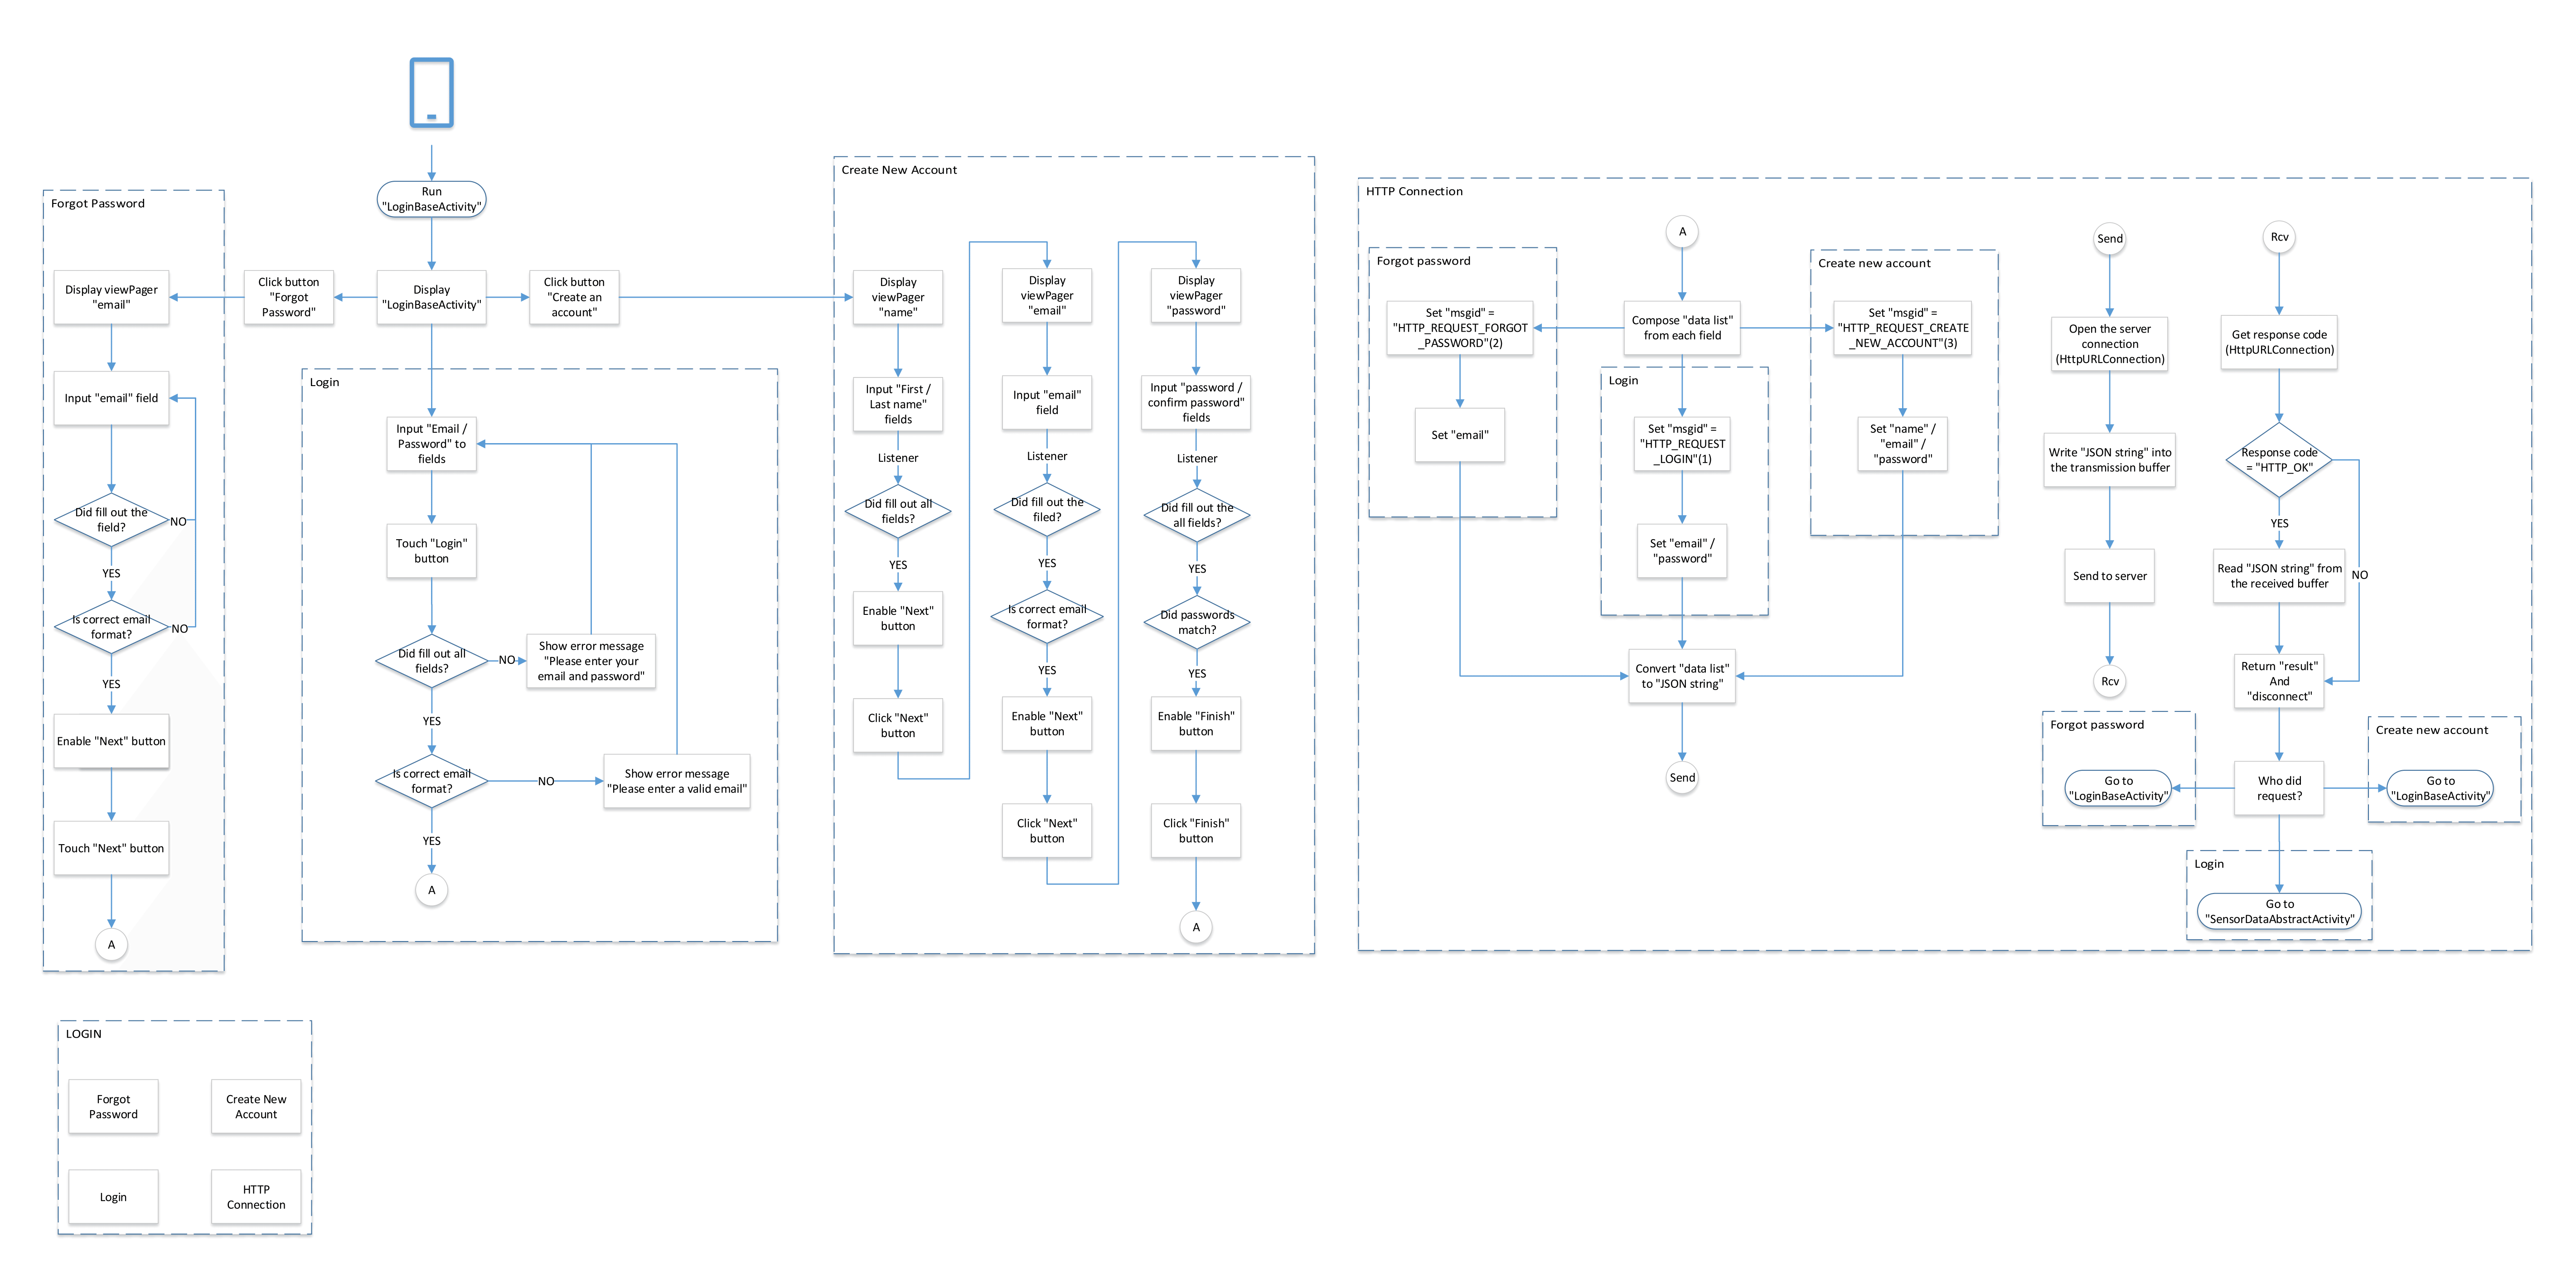 Run
"LoginBaseActivity"
Forgot Password
Display viewPager
"email"
Click button
"Forgot
Password"
Display
"LoginBaseActivity"
Click button
"Create an
account"
Input "email" field
Did fill out the
field?
NO
YES
Is correct email
format?
NO
YES
Enable "Next" button
Touch "Next" button
A
Login
Input "Email /
Password" to
fields
Touch "Login"
button
Did fill out all
fields?
NO
Show error message
"Please enter your
email and password"
YES
Is correct email
format?
NO
Show error message
"Please enter a valid email"
YES
A
Create New Account
Display
viewPager
"name"
Input "First /
Last name"
fields
Listener
Did fill out all
fields?
YES
Enable "Next"
button
Click "Next"
button
Display
viewPager
"email"
Input "email"
field
Listener
Did fill out the
filed?
YES
Is correct email
format?
YES
Enable "Next"
button
Click "Next"
button
Display
viewPager
"password"
Input "password /
confirm password"
fields
Listener
Did fill out the
all fields?
YES
Did passwords
match?
YES
Enable "Finish"
button
Click "Finish"
button
A
HTTP Connection
A
Compose "data list"
from each field
Forgot password
Set "msgid" =
"HTTP_REQUEST_FORGOT
_PASSWORD"(2)
Set "email"
Login
Set "msgid" =
"HTTP_REQUEST
_LOGIN"(1)
Set "email" /
"password"
Create new account
Set "msgid" =
"HTTP_REQUEST_CREATE
_NEW_ACCOUNT"(3)
Set "name" /
"email" /
"password"
Convert "data list"
to "JSON string"
Send
Send
Open the server
connection
(HttpURLConnection)
Write "JSON string" into
the transmission buffer
Send to server
Rcv
Rcv
Get response code
(HttpURLConnection)
Response code
= "HTTP_OK"
YES
NO
Read "JSON string" from
the received buffer
Return "result"
And
"disconnect"
Who did
request?
Forgot password
Go to
"LoginBaseActivity"
Create new account
Go to
"LoginBaseActivity"
Login
Go to
"SensorDataAbstractActivity"
LOGIN
Forgot
Password
Create New
Account
Login
HTTP
Connection